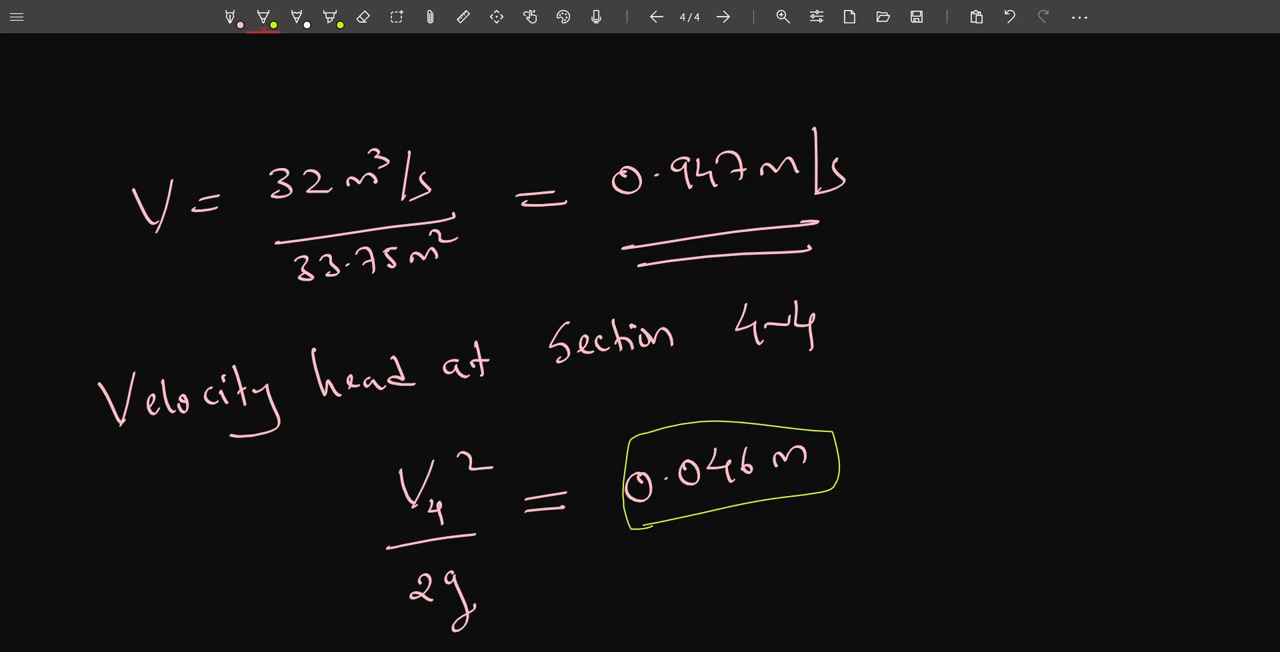 4/4
V = 32 m³/s / 33.75 m² = 0.947 m/s
Velocity head at Section 4-4
V₄² / 2g = 0.046 m